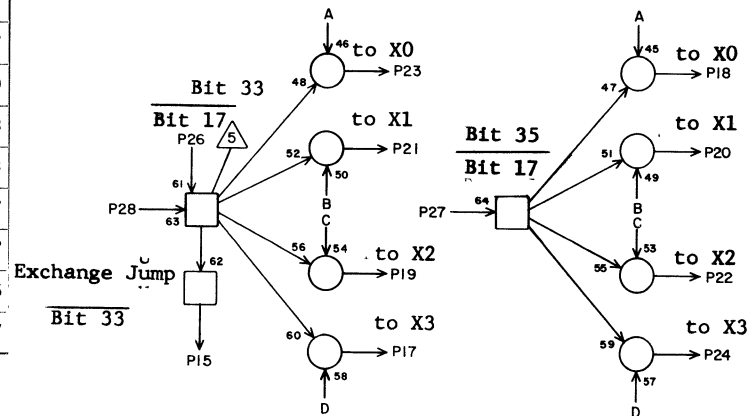 A
46 to X0
48
P23
Bit 33
Bit 17
5
P26
to X1
52
P21
50
61
P28
63
B
C
62
56
54
to X2
P19
Exchange Jump
Bit 33
to X3
60
P17
58
P15
D
A
45 to X0
47
P18
to X1
Bit 35
Bit 17
51
P20
49
P27
64
B
C
53
55
to X2
P22
to X3
59
P24
57
D